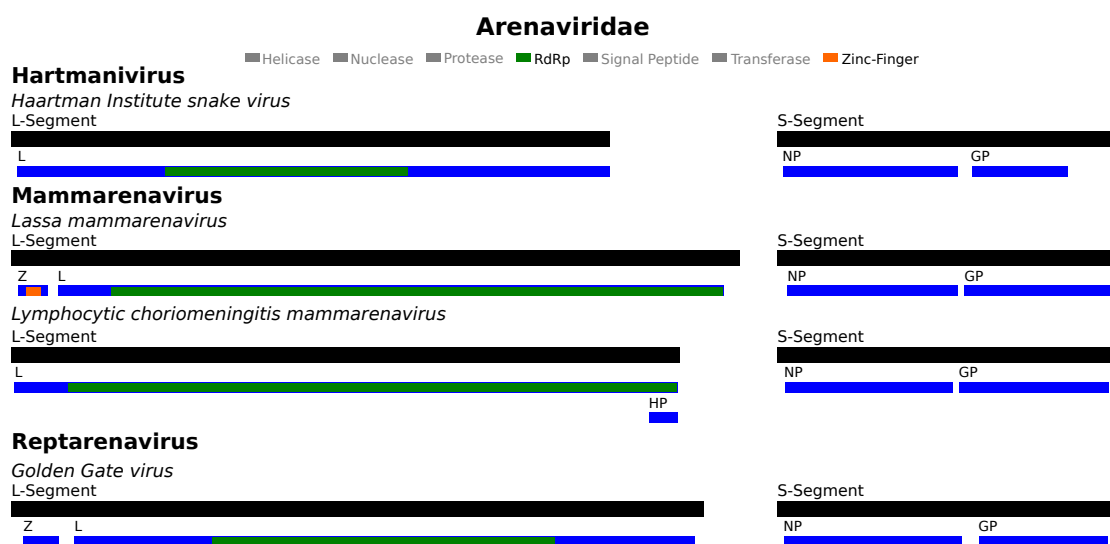 Arenaviridae
Helicase Nuclease Protease RdRp Signal Peptide Transferase Zinc-Finger
Hartmanivirus
Haartman Institute snake virus
L-Segment S-Segment
L NP GP
Mammarenavirus
Lassa mammarenavirus
L-Segment S-Segment
Z L NP GP
Lymphocytic choriomeningitis mammarenavirus
L-Segment S-Segment
L NP GP
HP
Reptarenavirus
Golden Gate virus
L-Segment S-Segment
Z L NP GP